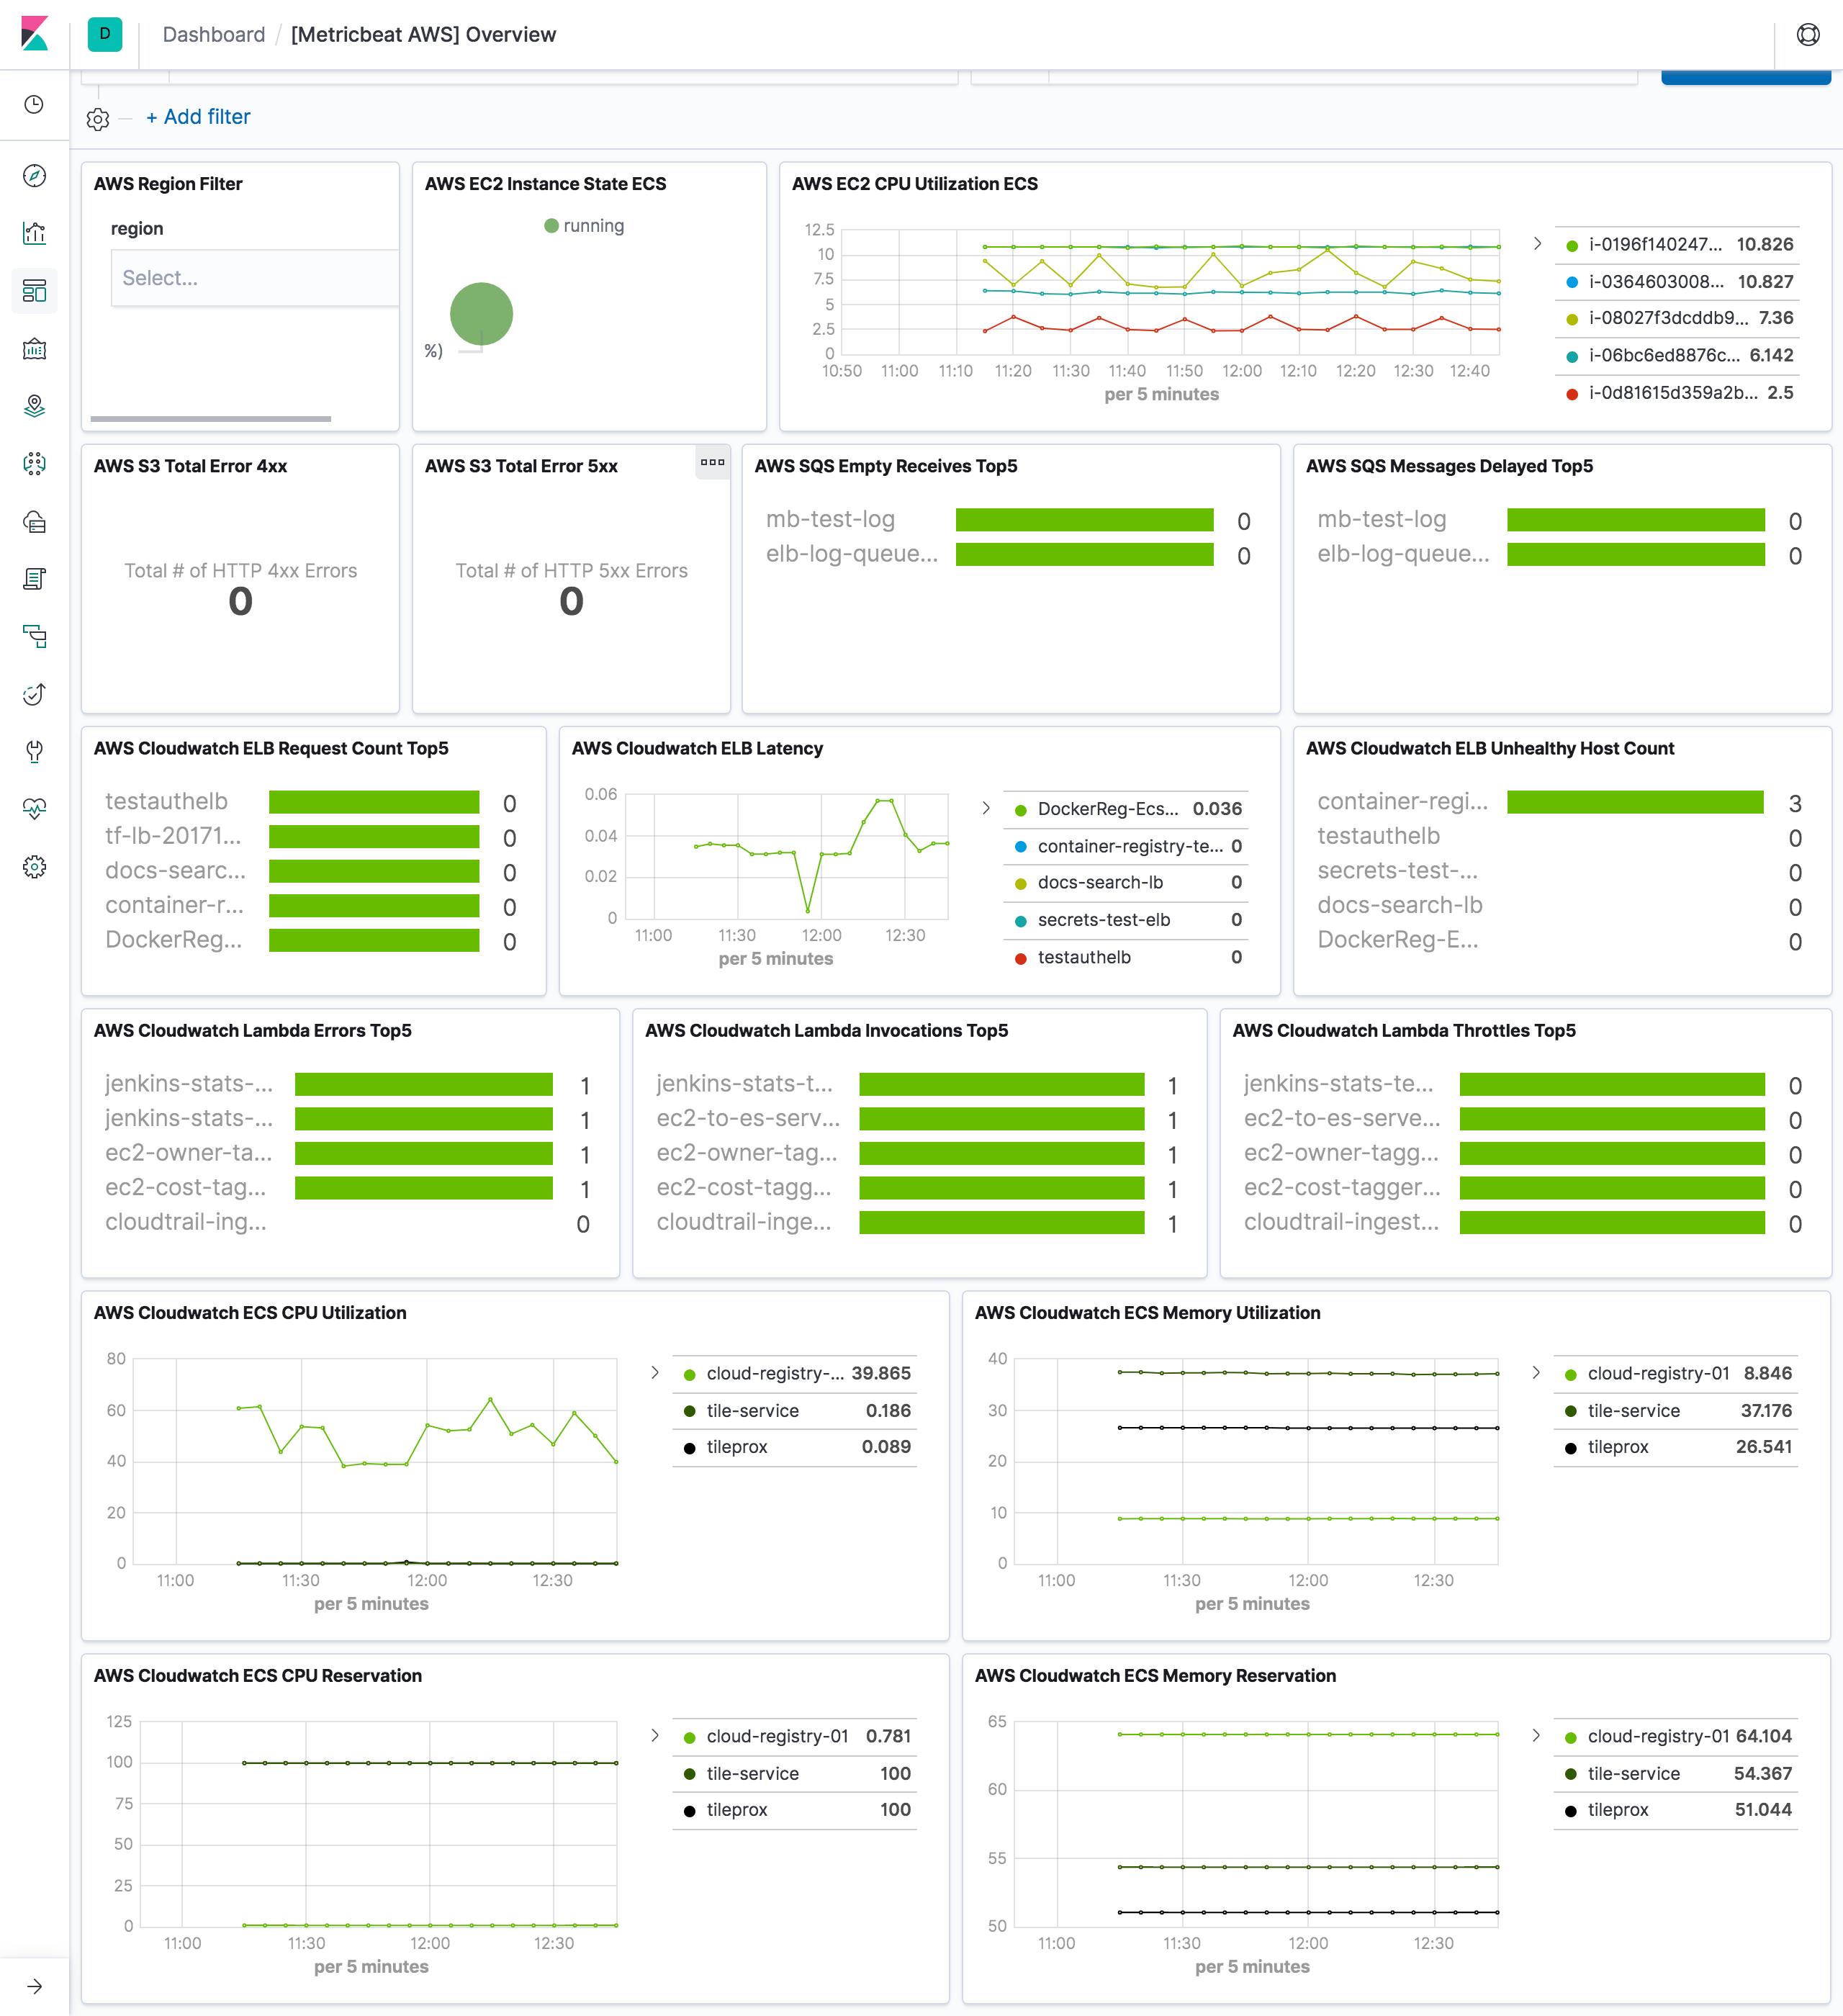 D
Dashboard / [Metricbeat AWS] Overview
+ Add filter
AWS Region Filter
region
Select...
AWS EC2 Instance State ECS
running
%)
AWS EC2 CPU Utilization ECS
12.5
10
7.5
5
2.5
0
10:50 11:00 11:10 11:20 11:30 11:40 11:50 12:00 12:10 12:20 12:30 12:40
per 5 minutes
i-0196f140247... 10.826
i-0364603008... 10.827
i-08027f3dcddb9... 7.36
i-06bc6ed8876c... 6.142
i-0d81615d359a2b... 2.5
AWS S3 Total Error 4xx
Total # of HTTP 4xx Errors
0
AWS S3 Total Error 5xx
Total # of HTTP 5xx Errors
0
AWS SQS Empty Receives Top5
mb-test-log 0
elb-log-queue... 0
AWS SQS Messages Delayed Top5
mb-test-log 0
elb-log-queue... 0
AWS Cloudwatch ELB Request Count Top5
testauthelb 0
tf-lb-20171... 0
docs-searc... 0
container-r... 0
DockerReg... 0
AWS Cloudwatch ELB Latency
0.06
0.04
0.02
0
11:00 11:30 12:00 12:30
per 5 minutes
DockerReg-Ecs... 0.036
container-registry-te... 0
docs-search-lb 0
secrets-test-elb 0
testauthelb 0
AWS Cloudwatch ELB Unhealthy Host Count
container-regi... 3
testauthelb 0
secrets-test-... 0
docs-search-lb 0
DockerReg-E... 0
AWS Cloudwatch Lambda Errors Top5
jenkins-stats-... 1
jenkins-stats-... 1
ec2-owner-ta... 1
ec2-cost-tag... 1
cloudtrail-ing... 0
AWS Cloudwatch Lambda Invocations Top5
jenkins-stats-t... 1
ec2-to-es-serv... 1
ec2-owner-tag... 1
ec2-cost-tagg... 1
cloudtrail-inge... 1
AWS Cloudwatch Lambda Throttles Top5
jenkins-stats-te... 0
ec2-to-es-serve... 0
ec2-owner-tagg... 0
ec2-cost-tagger... 0
cloudtrail-ingest... 0
AWS Cloudwatch ECS CPU Utilization
80
60
40
20
0
11:00 11:30 12:00 12:30
per 5 minutes
cloud-registry-... 39.865
tile-service 0.186
tileprox 0.089
AWS Cloudwatch ECS Memory Utilization
40
30
20
10
0
11:00 11:30 12:00 12:30
per 5 minutes
cloud-registry-01 8.846
tile-service 37.176
tileprox 26.541
AWS Cloudwatch ECS CPU Reservation
125
100
75
50
25
0
11:00 11:30 12:00 12:30
per 5 minutes
cloud-registry-01 0.781
tile-service 100
tileprox 100
AWS Cloudwatch ECS Memory Reservation
65
60
55
50
11:00 11:30 12:00 12:30
per 5 minutes
cloud-registry-01 64.104
tile-service 54.367
tileprox 51.044